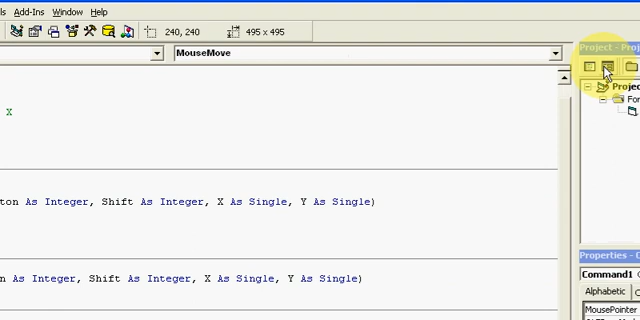 ls Add-Ins Window Help
240, 240 495 x 495
MouseMove
Project - Proj
Projec
For
X
ton As Integer, Shift As Integer, X As Single, Y As Single)
Properties - C
n As Integer, Shift As Integer, X As Single, Y As Single)
Command1 C
Alphabetic C
MousePointer